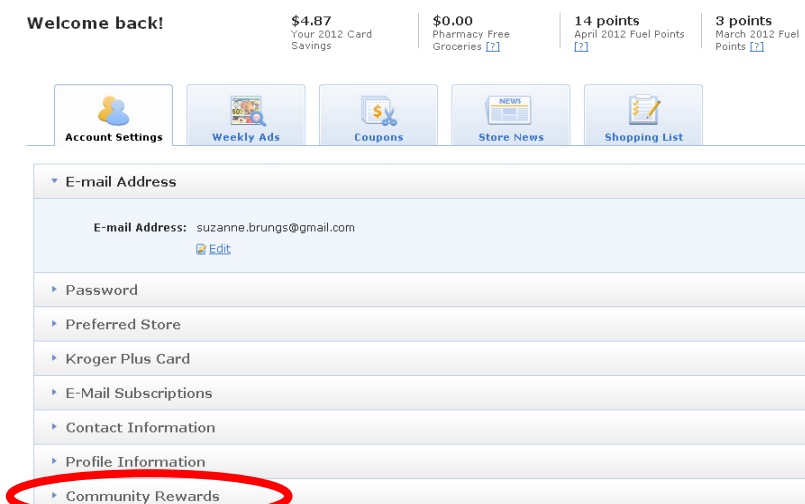 Welcome back!
$4.87
Your 2012 Card
Savings
$0.00
Pharmacy Free
Groceries [?]
14 points
April 2012 Fuel Points
[?]
3 points
March 2012 Fuel
Points [?]
Account Settings
Weekly Ads
Coupons
NEWS
Store News
Shopping List
E-mail Address
E-mail Address: suzanne.brungs@gmail.com
Edit
Password
Preferred Store
Kroger Plus Card
E-Mail Subscriptions
Contact Information
Profile Information
Community Rewards